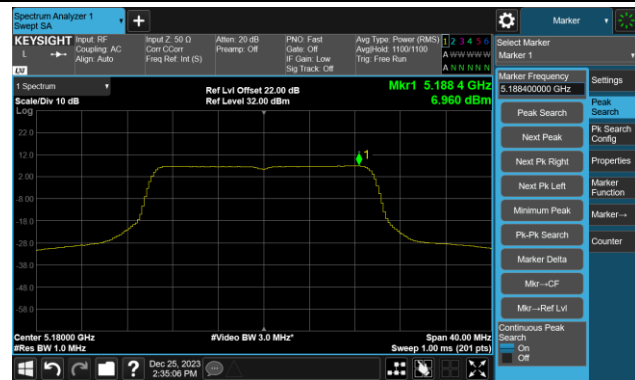 Spectrum Analyzer 1
Swept SA
Marker
KEYSIGHT
L
LXI
Input: RF
Coupling: AC
Align: Auto
Input Z: 50 Ω
Corr CCorr
Freq Ref: Int (S)
Atten: 20 dB
Preamp: Off
PNO: Fast
Gate: Off
IF Gain: Low
Sig Track: Off
Avg Type: Power (RMS)
Avg|Hold: 1100/1100
Trig: Free Run
1 2 3 4 5 6
A W W W W W
A N N N N N
Select Marker
Marker 1
1 Spectrum
Scale/Div 10 dB
Log
Ref Lvl Offset 22.00 dB
Ref Level 32.00 dBm
Mkr1 5.188 4 GHz
6.960 dBm
22.0
12.0
2.00
-8.00
-18.0
-28.0
-38.0
-48.0
-58.0
1
Center 5.18000 GHz
#Res BW 1.0 MHz
#Video BW 3.0 MHz*
Span 40.00 MHz
Sweep 1.00 ms (201 pts)
Marker Frequency
5.188400000 GHz
Peak Search
Next Peak
Next Pk Right
Next Pk Left
Minimum Peak
Pk-Pk Search
Marker Delta
Mkr→CF
Mkr→Ref Lvl
Continuous Peak
Search
On
Off
Settings
Peak
Search
Pk Search
Config
Properties
Marker
Function
Marker→
Counter
?
Dec 25, 2023
2:35:06 PM